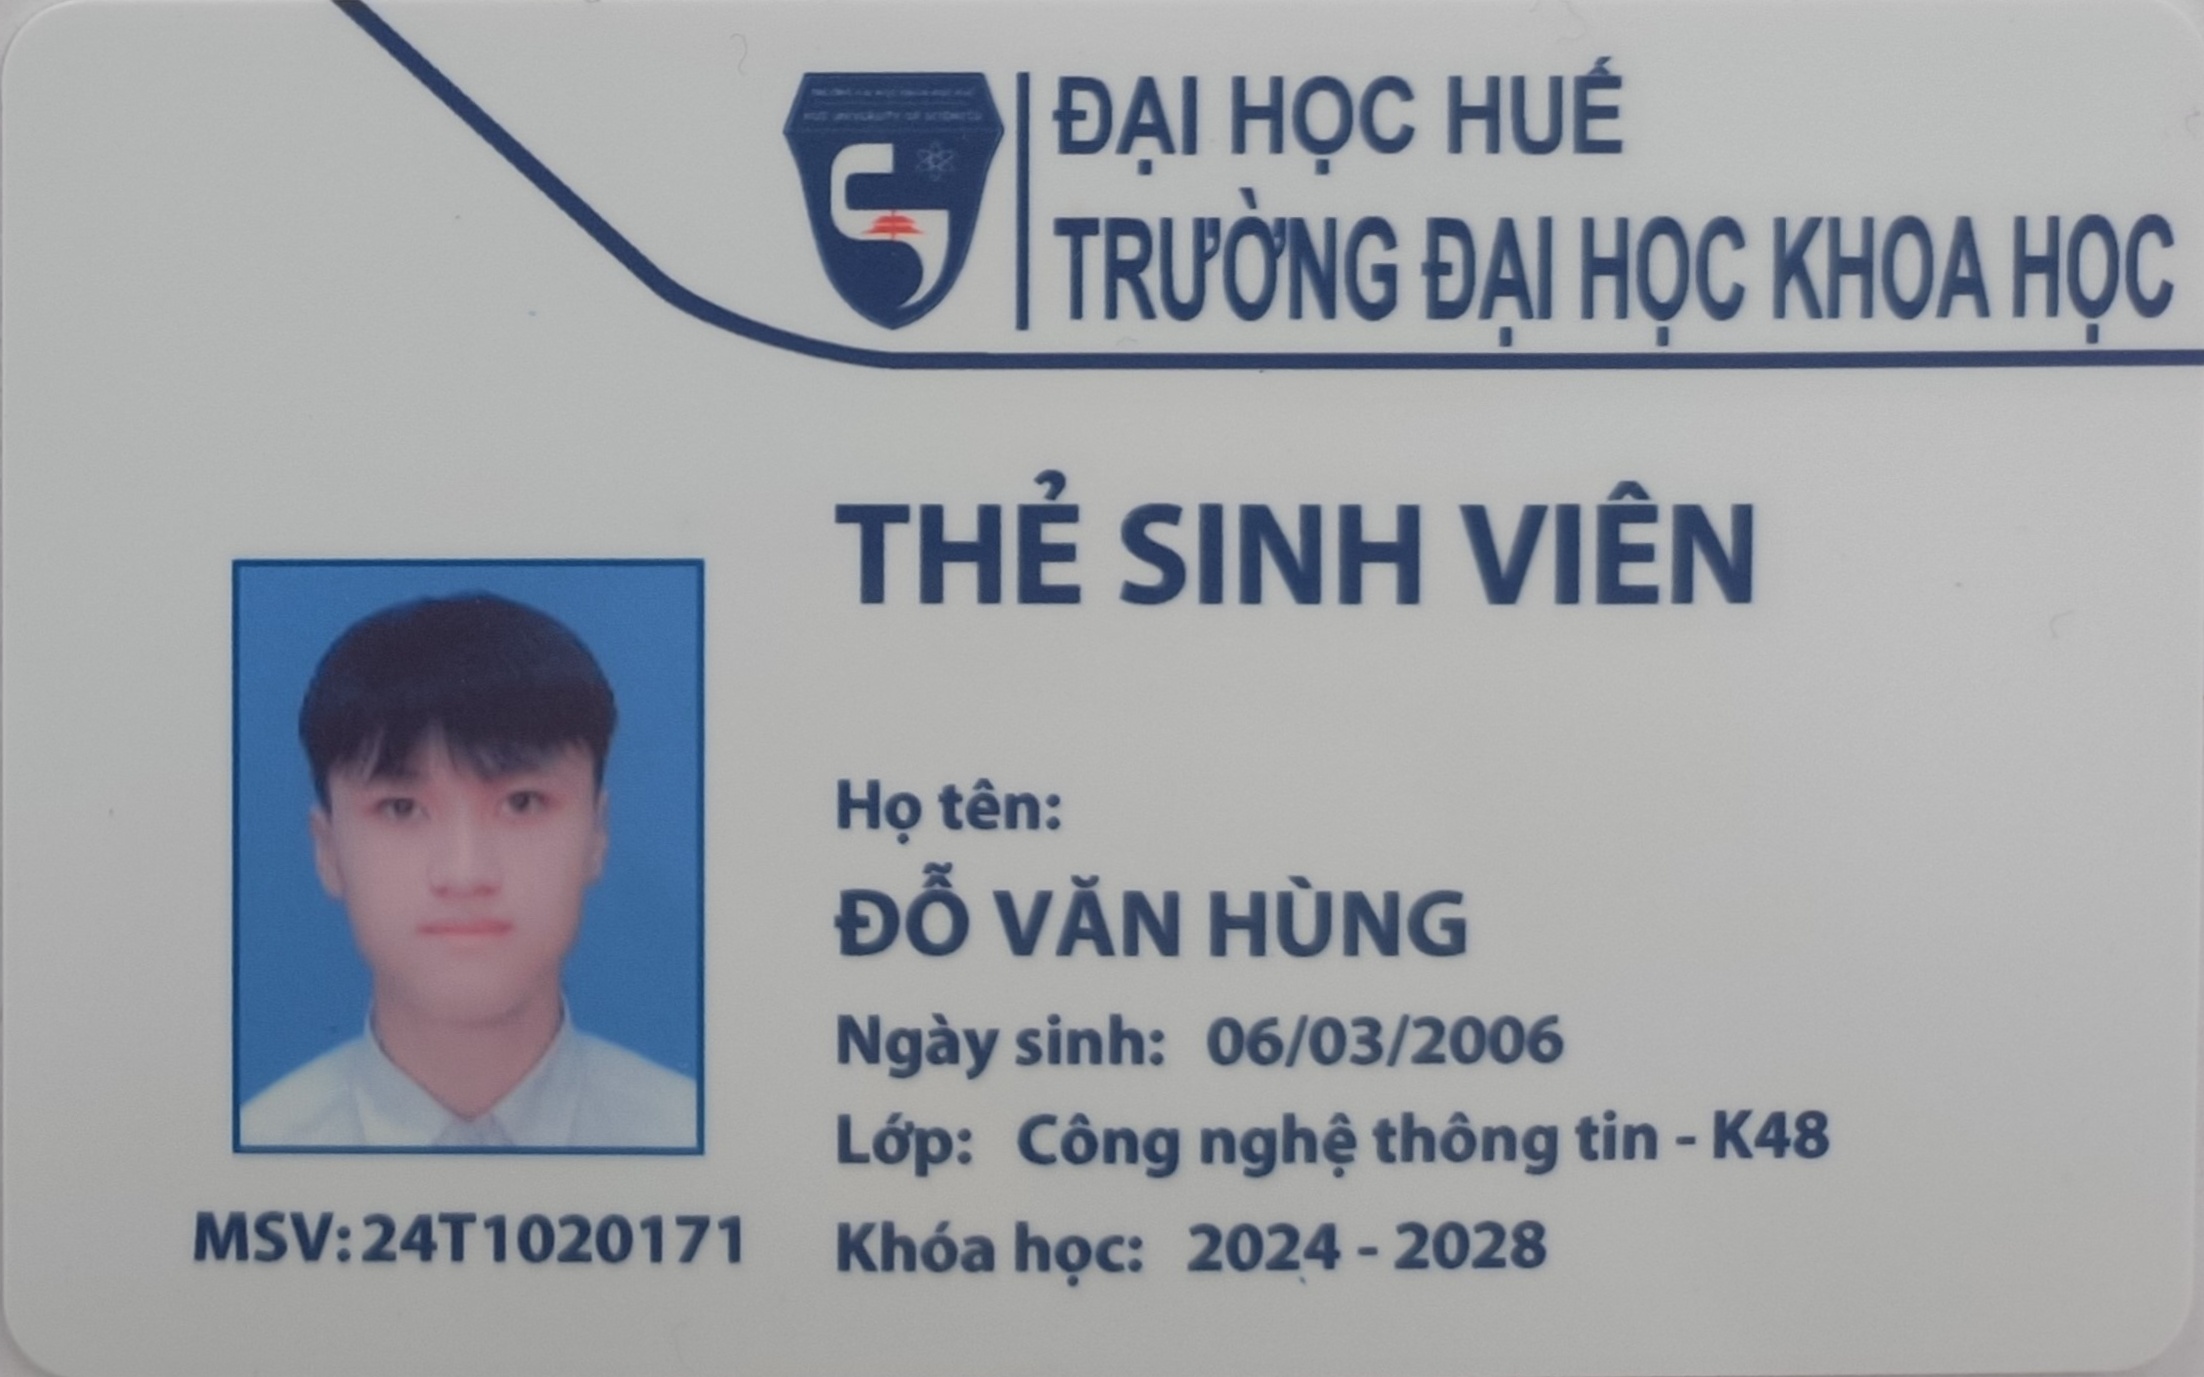 ĐẠI HỌC HUẾ
TRƯỜNG ĐẠI HỌC KHOA HỌC
THẺ SINH VIÊN
Họ tên:
ĐỖ VĂN HÙNG
Ngày sinh: 06/03/2006
Lớp: Công nghệ thông tin - K48
Khóa học: 2024 - 2028
MSV: 24T1020171